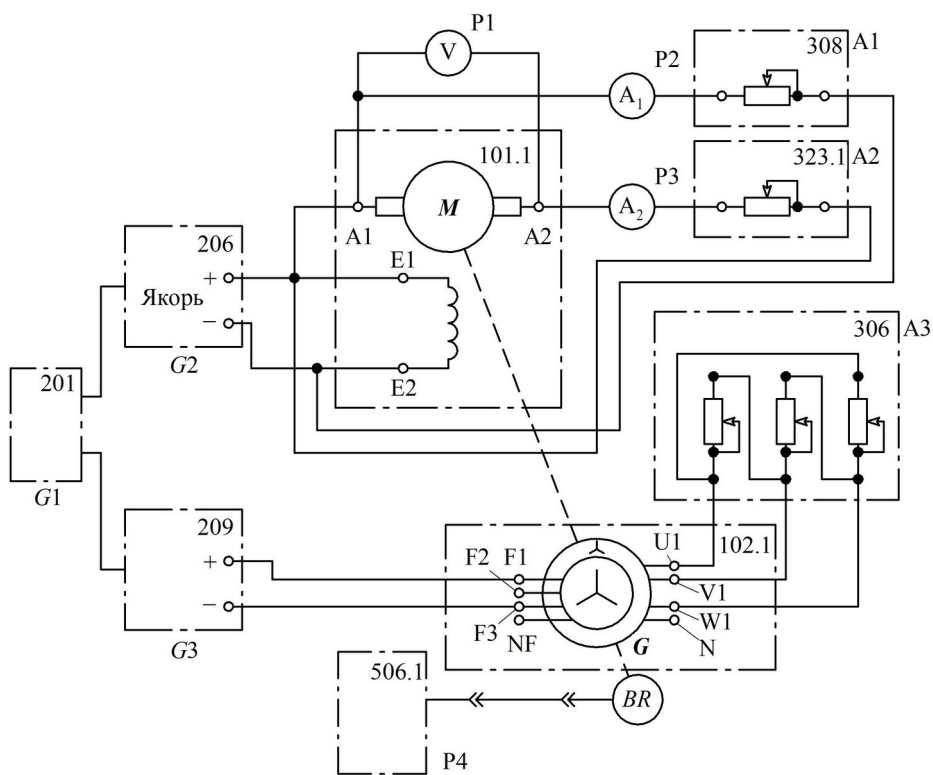 P1
V
P2
A₁
308
A1
101.1
P3
A₂
323.1
A2
M
A1
A2
206
+
Якорь
−
G2
E1
E2
306
A3
201
G1
209
+
−
G3
102.1
F2
F1
F3
NF
U1
V1
W1
N
G
506.1
BR
P4